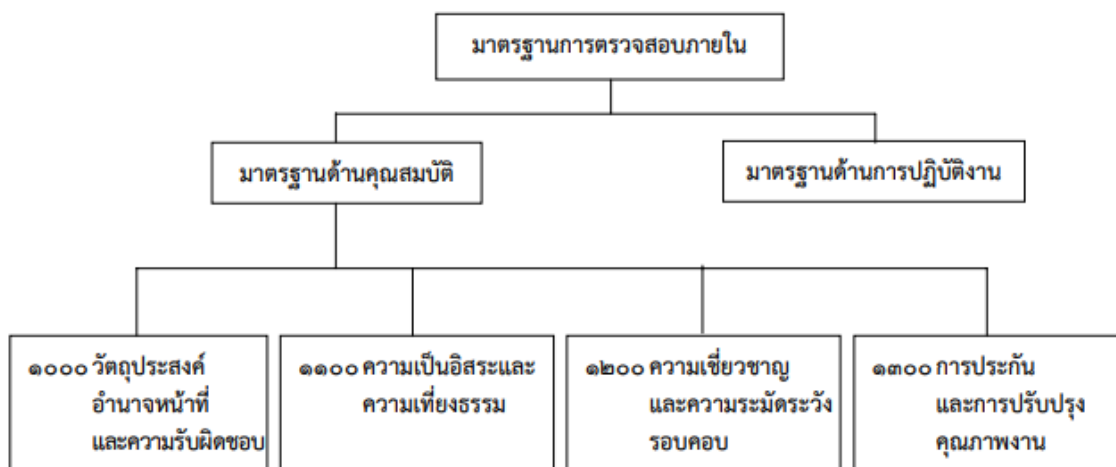 มาตรฐานการตรวจสอบภายใน
มาตรฐานด้านคุณสมบัติ
มาตรฐานด้านการปฏิบัติงาน
๑๐๐๐ วัตถุประสงค์
อำนาจหน้าที่
และความรับผิดชอบ
๑๑๐๐ ความเป็นอิสระและ
ความเที่ยงธรรม
๑๒๐๐ ความเชี่ยวชาญ
และความระมัดระวัง
รอบคอบ
๑๓๐๐ การประกัน
และการปรับปรุง
คุณภาพงาน